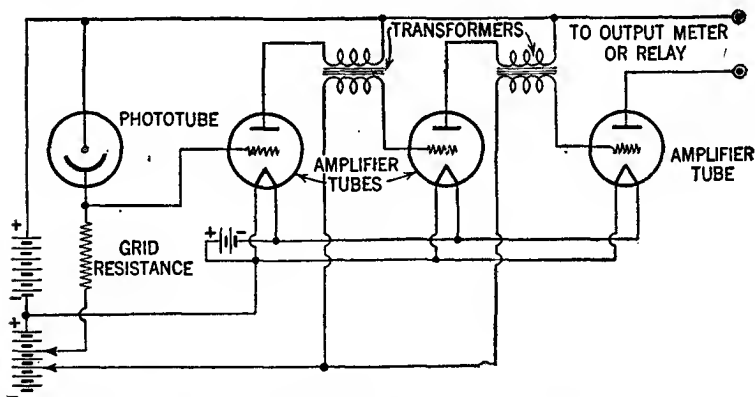 TRANSFORMERS
TO OUTPUT METER
OR RELAY
PHOTOTUBE
AMPLIFIER
TUBES
AMPLIFIER
TUBE
GRID
RESISTANCE
+
-
+
-
+
-